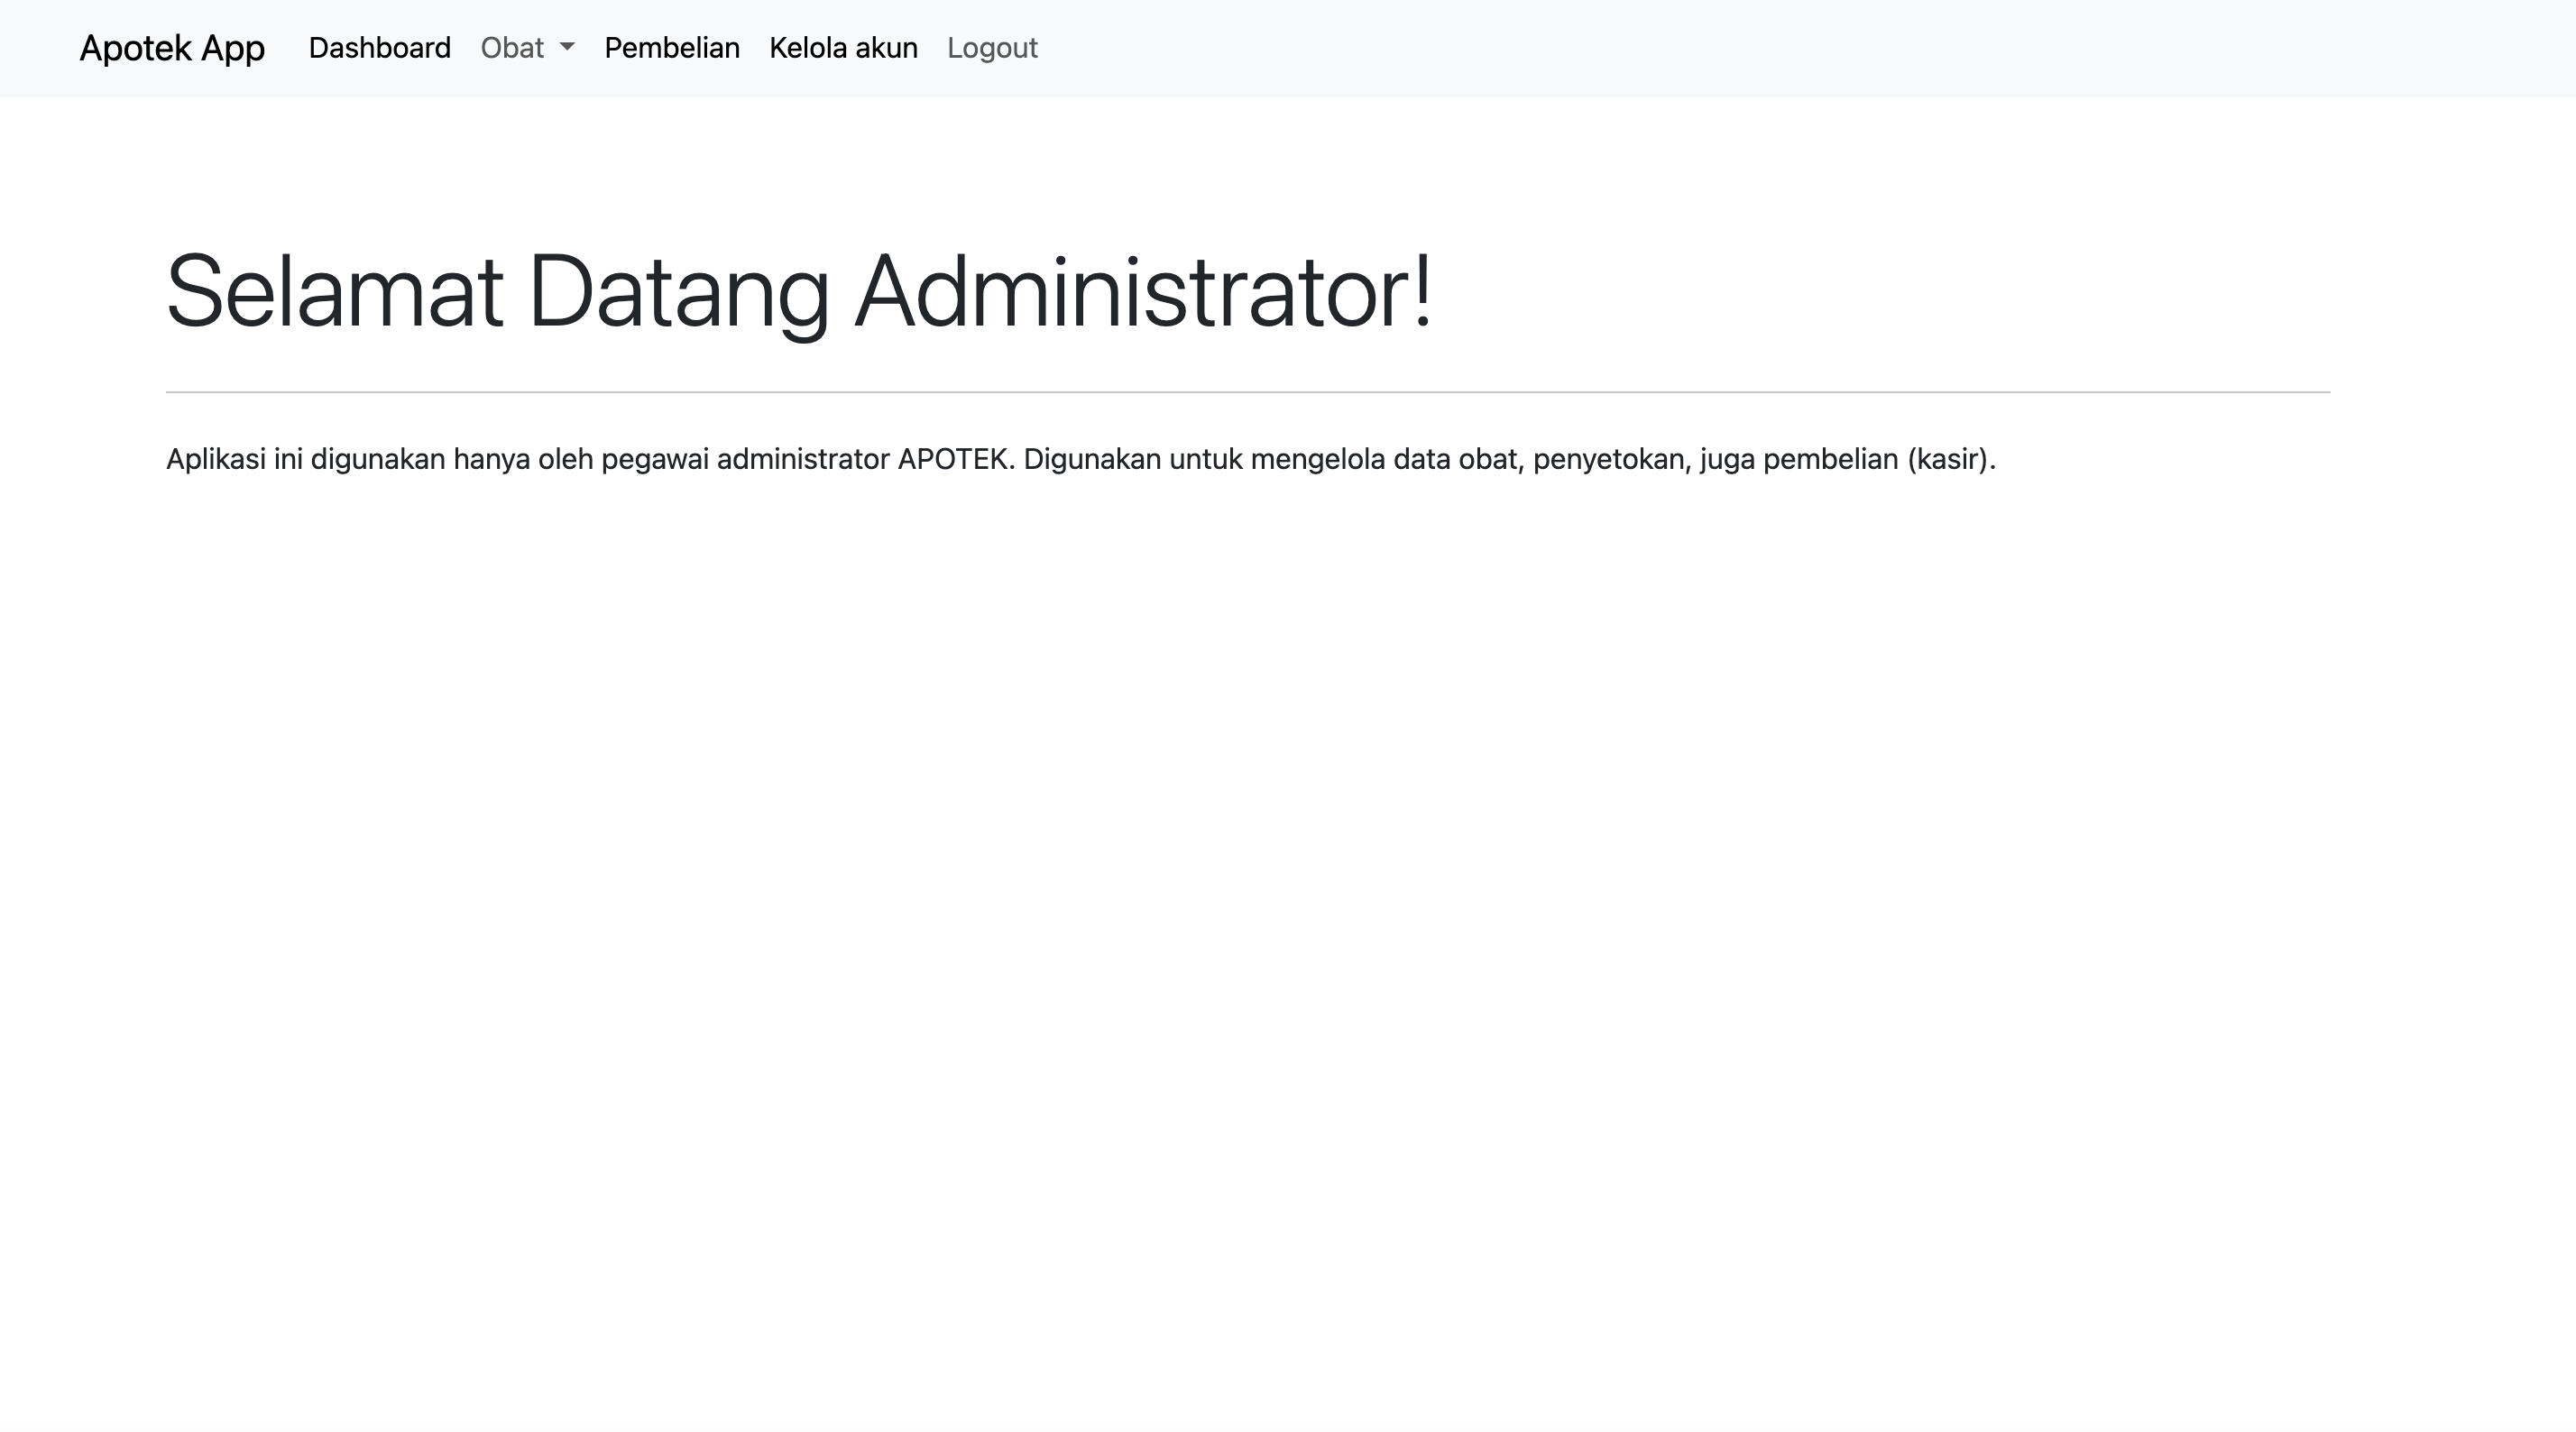 Apotek App Dashboard Obat Pembelian Kelola akun Logout
Selamat Datang Administrator!
Aplikasi ini digunakan hanya oleh pegawai administrator APOTEK. Digunakan untuk mengelola data obat, penyetokan, juga pembelian (kasir).